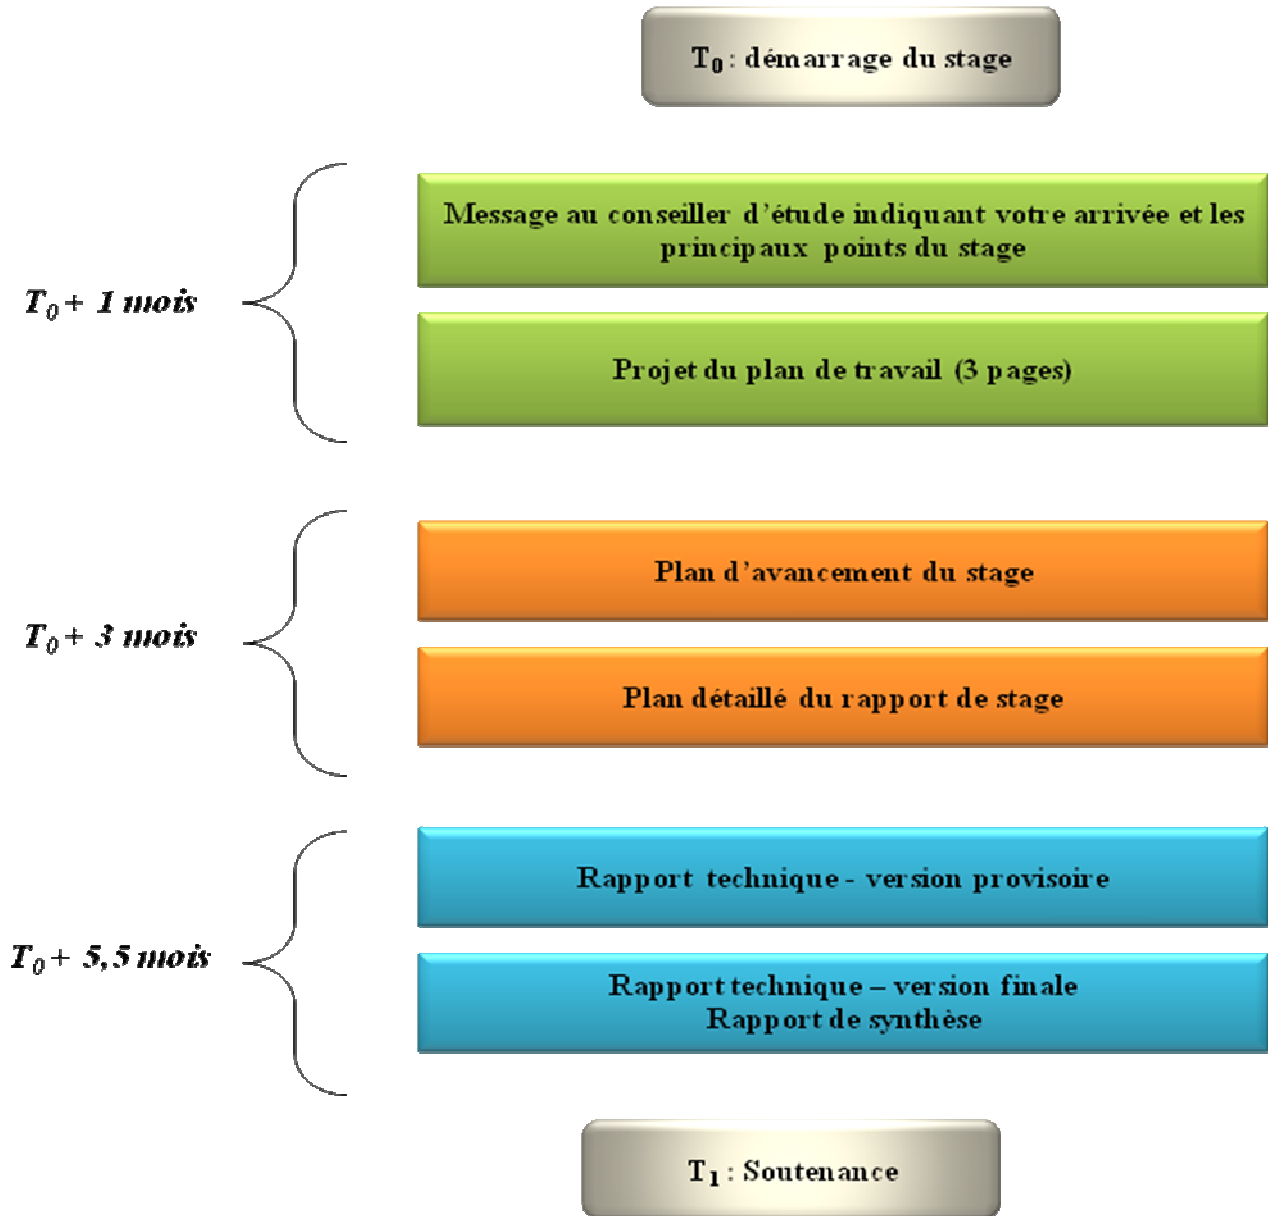 T₀ : démarrage du stage
Message au conseiller d’étude indiquant votre arrivée et les
principaux points du stage
T₀ + 1 mois
Projet du plan de travail (3 pages)
Plan d’avancement du stage
T₀ + 3 mois
Plan détaillé du rapport de stage
Rapport technique - version provisoire
T₀ + 5,5 mois
Rapport technique – version finale
Rapport de synthèse
T₁ : Soutenance